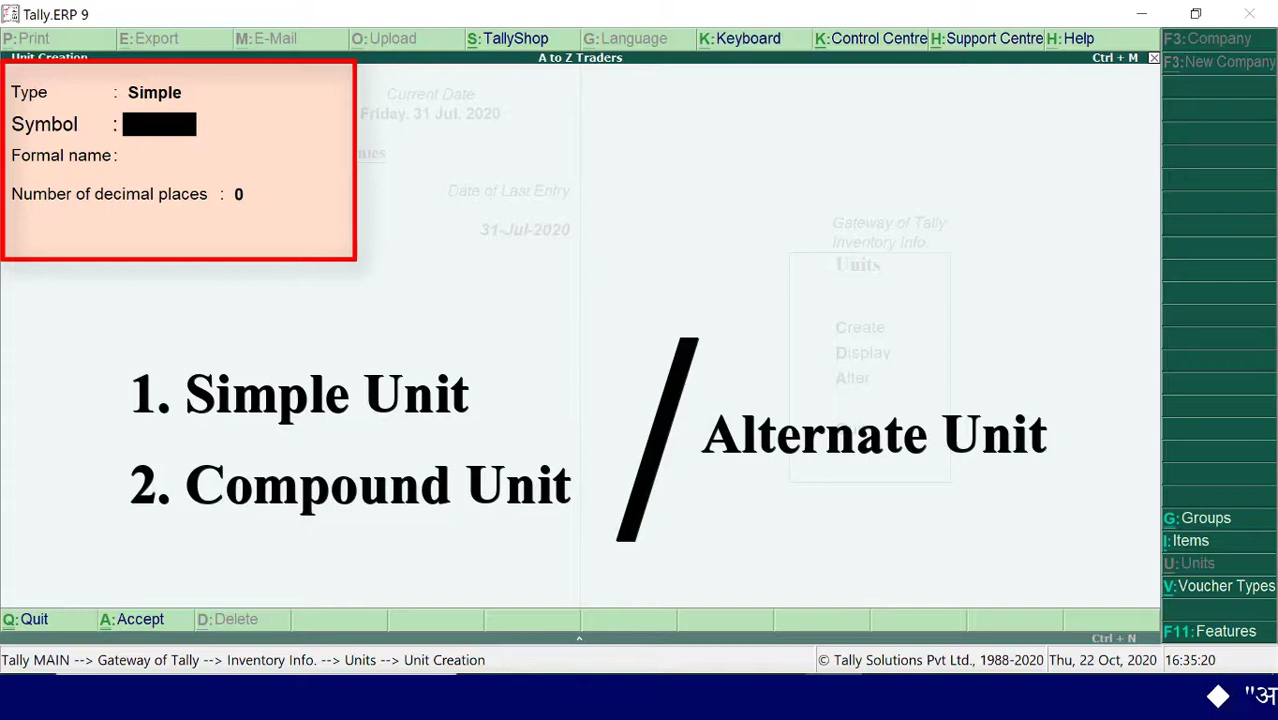 Tally.ERP 9
P:Print E:Export M:E-Mail O:Upload S:TallyShop G:Language K:Keyboard K:Control Centre H:Support Centre H:Help
F3:Company
F3:New Company
Unit Creation A to Z Traders Ctrl + M
Type : Simple
Symbol :
Formal name :
Number of decimal places : 0
Current Date
Friday, 31 Jul, 2020
Date of Last Entry
31-Jul-2020
Gateway of Tally
Inventory Info.
Units
Create
Display
Alter
1. Simple Unit
2. Compound Unit
/
Alternate Unit
G:Groups
I:Items
U:Units
V:Voucher Types
F11:Features
Q:Quit A:Accept D:Delete
Ctrl + N
Tally MAIN --> Gateway of Tally --> Inventory Info. --> Units --> Unit Creation © Tally Solutions Pvt Ltd., 1988-2020 Thu, 22 Oct, 2020 16:35:20
◆ "अ